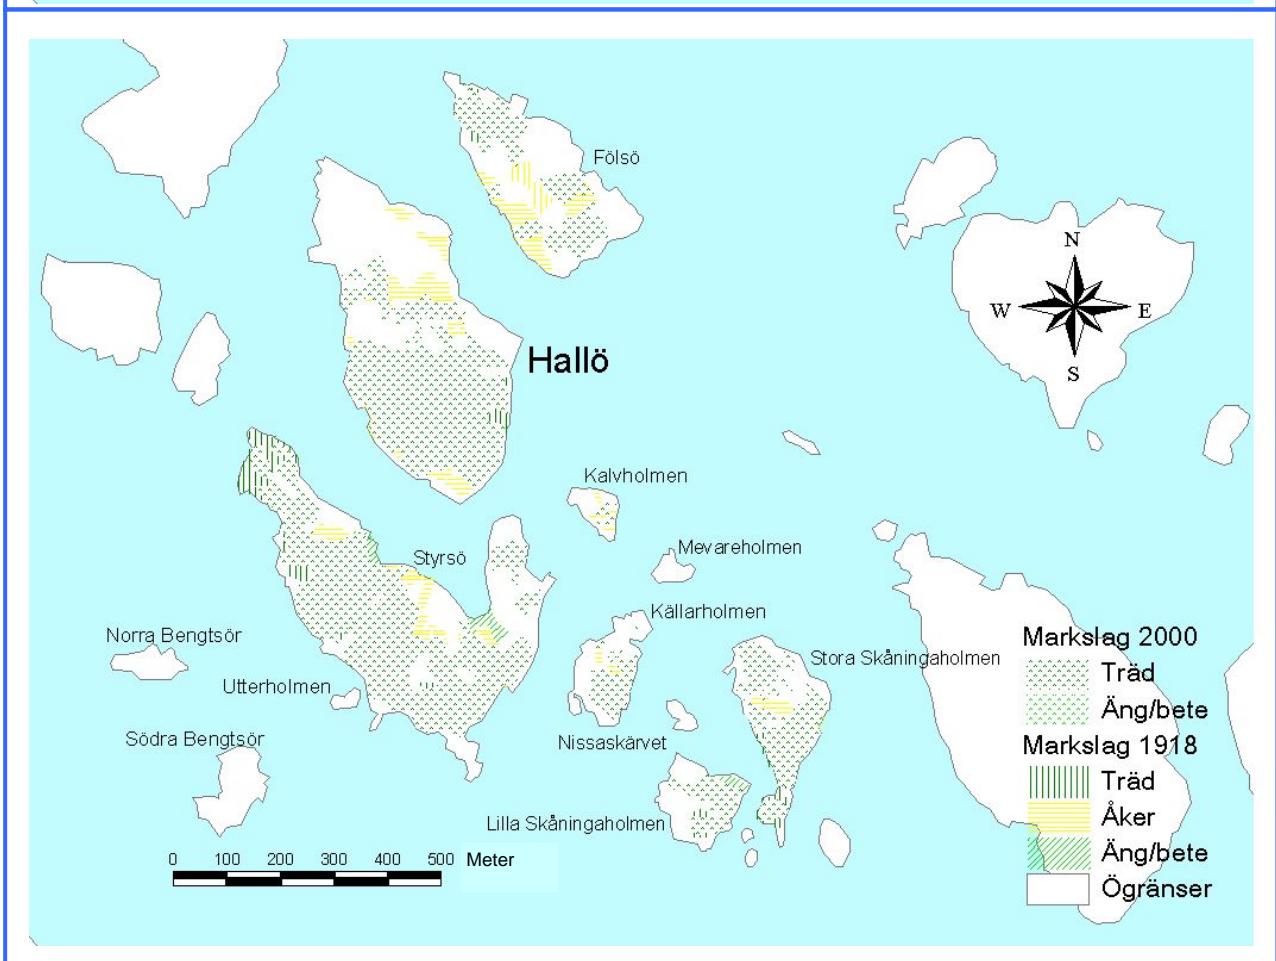 Fölsö
N
W
E
S
Hallö
Kalvholmen
Mevareholmen
Styrsö
Källarholmen
Norra Bengtsör
Stora Skåningaholmen
Utterholmen
Södra Bengtsör
Nissaskärvet
Lilla Skåningaholmen
0 100 200 300 400 500 Meter
Markslag 2000
Träd
Äng/bete
Markslag 1918
Träd
Åker
Äng/bete
Ögränser